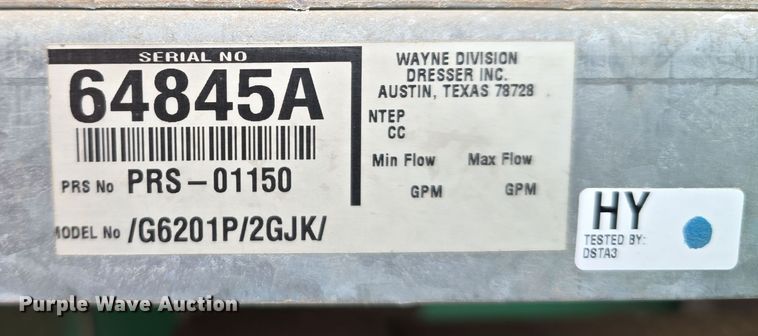 SERIAL NO
64845A
PRS No PRS-01150
MODEL No /G6201P/2GJK/
WAYNE DIVISION
DRESSER INC.
AUSTIN, TEXAS 78728
NTEP
CC
Min Flow Max Flow
GPM GPM
HY
TESTED BY:
DSTA3
Purple Wave Auction